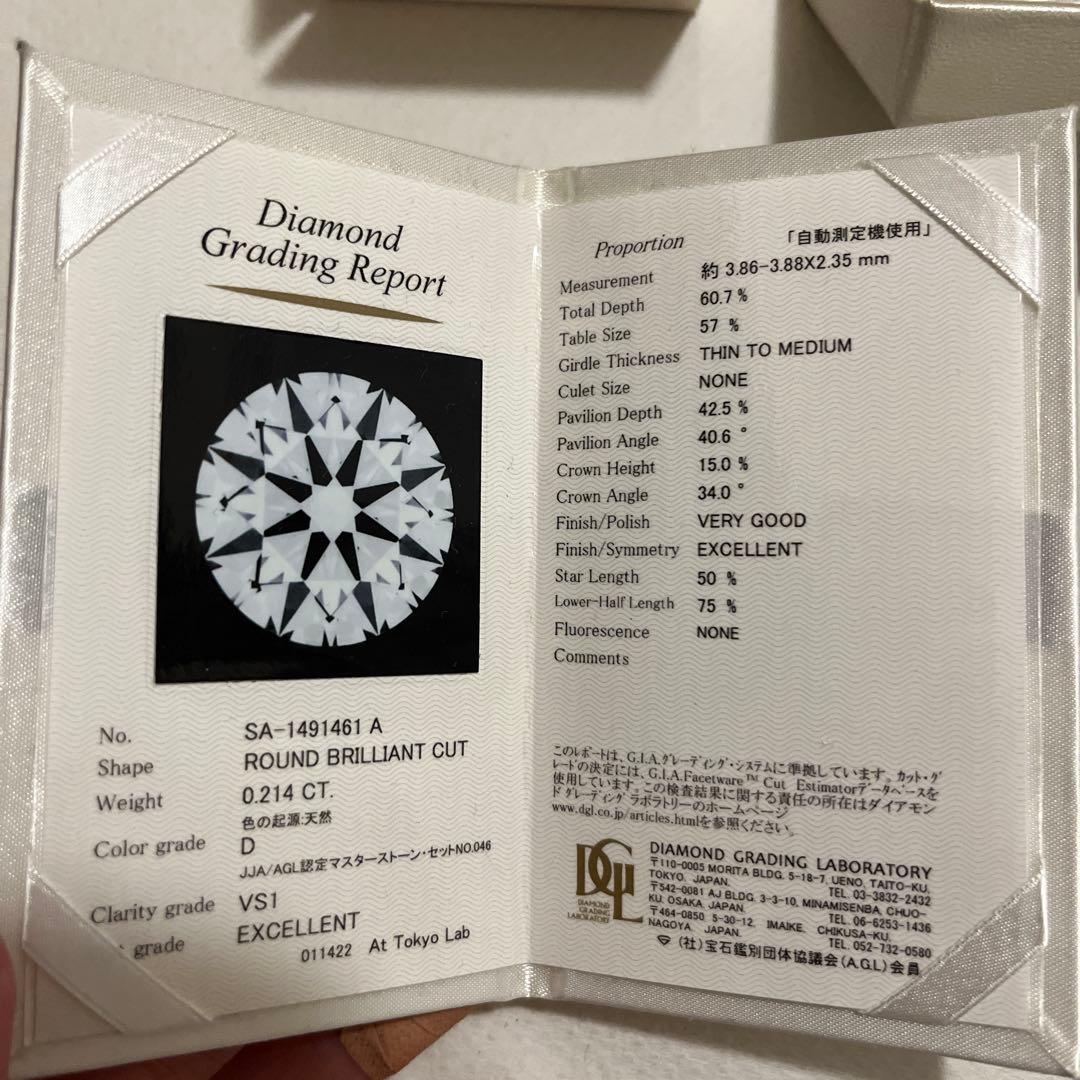 Diamond
Grading Report
No. SA-1491461 A
Shape ROUND BRILLIANT CUT
Weight 0.214 CT.
色の起源:天然
Color grade D
JJA/AGL認定マスターストーン・セットNO.046
Clarity grade VS1
grade EXCELLENT
011422 At Tokyo Lab
Proportion 「自動測定機使用」
Measurement 約 3.86-3.88X2.35 mm
Total Depth 60.7 %
Table Size 57 %
Girdle Thickness THIN TO MEDIUM
Culet Size NONE
Pavilion Depth 42.5 %
Pavilion Angle 40.6 °
Crown Height 15.0 %
Crown Angle 34.0 °
Finish/Polish VERY GOOD
Finish/Symmetry EXCELLENT
Star Length 50 %
Lower-Half Length 75 %
Fluorescence NONE
Comments
このレポートは、G.I.A.グレーディング・システムに準拠しています。カット・グ
レードの決定には、G.I.A.Facetware™ Cut Estimatorデータベースを
使用しています。この検査結果に関する責任の所在はダイアモン
ドグレーディングラボラトリーのホームページ
www.dgl.co.jp/articles.htmlを参照ください。
DGL
DIAMOND
GRADING
LABORATORY
DIAMOND GRADING LABORATORY
〒110-0005 MORITA BLDG. 5-18-7, UENO, TAITO-KU,
TOKYO, JAPAN. TEL. 03-3832-2432
〒542-0081 AJ BLDG. 3-3-10, MINAMISENBA, CHUO-
KU, OSAKA, JAPAN. TEL. 06-6253-1436
〒464-0850 5-30-12, IMAIKE, CHIKUSA-KU,
NAGOYA, JAPAN. TEL. 052-732-0580
(社)宝石鑑別団体協議会(A.G.L)会員